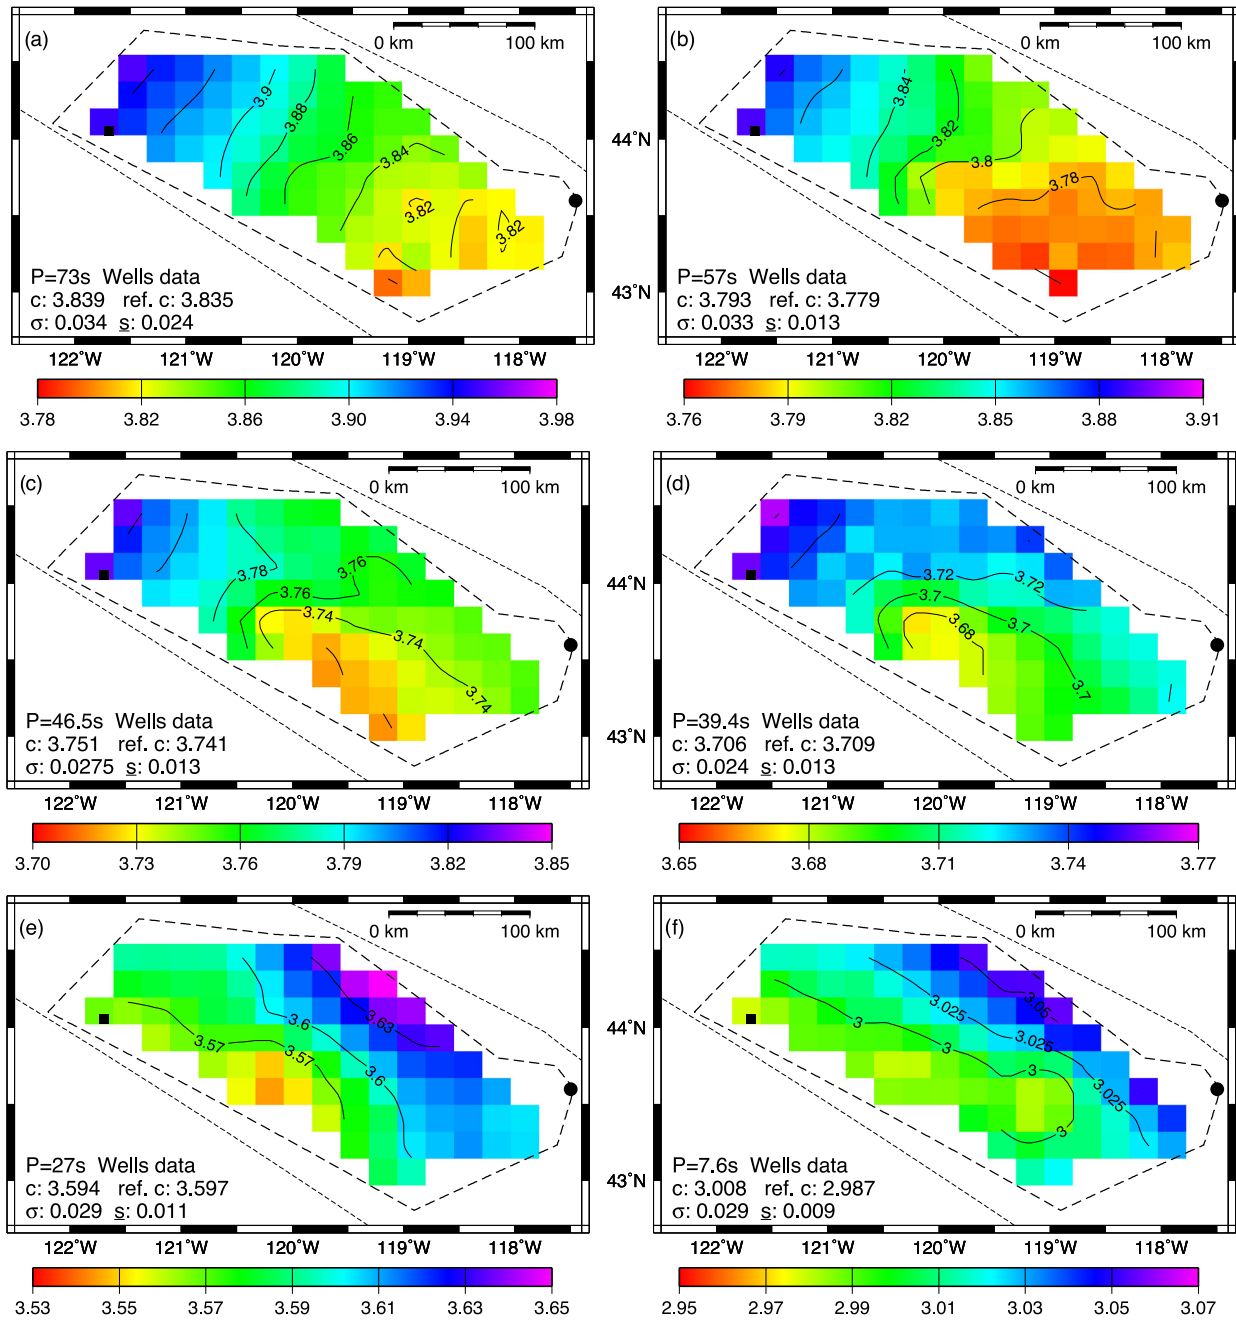 (a)
0 km 100 km
3.9
3.88
3.86
3.84
3.82
3.82
P=73s Wells data
c: 3.839 ref. c: 3.835
σ: 0.034 s: 0.024
122°W 121°W 120°W 119°W 118°W
3.78 3.82 3.86 3.90 3.94 3.98
(b)
0 km 100 km
3.84
3.82
3.8
3.78
44°N
43°N
P=57s Wells data
c: 3.793 ref. c: 3.779
σ: 0.033 s: 0.013
122°W 121°W 120°W 119°W 118°W
3.76 3.79 3.82 3.85 3.88 3.91
(c)
0 km 100 km
3.78
3.76
3.76
3.74
3.74
3.74
P=46.5s Wells data
c: 3.751 ref. c: 3.741
σ: 0.0275 s: 0.013
122°W 121°W 120°W 119°W 118°W
3.70 3.73 3.76 3.79 3.82 3.85
(d)
0 km 100 km
3.72
3.72
3.7
3.68
3.7
44°N
43°N
P=39.4s Wells data
c: 3.706 ref. c: 3.709
σ: 0.024 s: 0.013
122°W 121°W 120°W 119°W 118°W
3.65 3.68 3.71 3.74 3.77
(e)
0 km 100 km
3.63
3.6
3.57
3.57
3.6
P=27s Wells data
c: 3.594 ref. c: 3.597
σ: 0.029 s: 0.011
122°W 121°W 120°W 119°W 118°W
3.53 3.55 3.57 3.59 3.61 3.63 3.65
(f)
0 km 100 km
3.05
3.025
3
3.025
3
3.025
3
44°N
43°N
P=7.6s Wells data
c: 3.008 ref. c: 2.987
σ: 0.029 s: 0.009
122°W 121°W 120°W 119°W 118°W
2.95 2.97 2.99 3.01 3.03 3.05 3.07